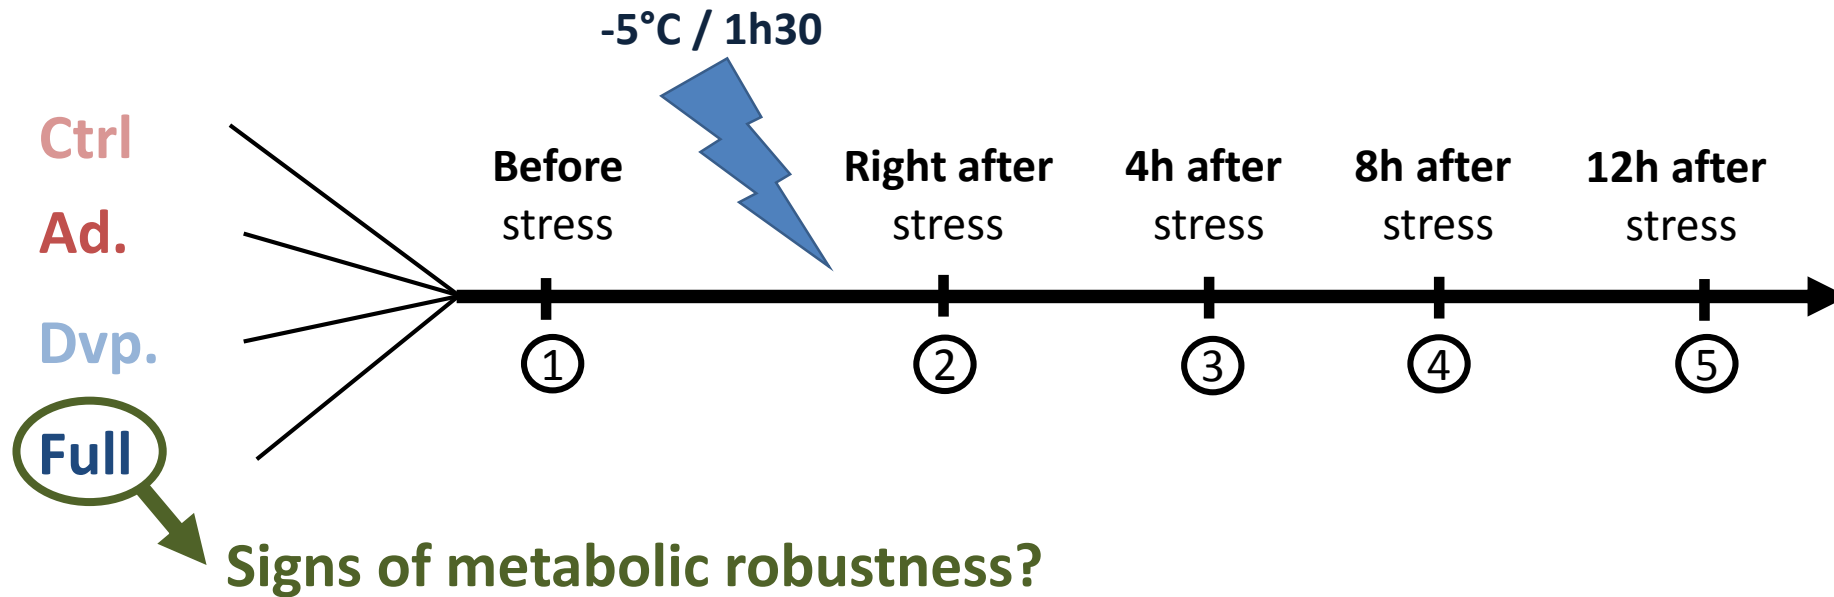 -5°C / 1h30
Ctrl
Ad.
Dvp.
Full
Before
stress
Right after
stress
4h after
stress
8h after
stress
12h after
stress
1
2
3
4
5
Signs of metabolic robustness?